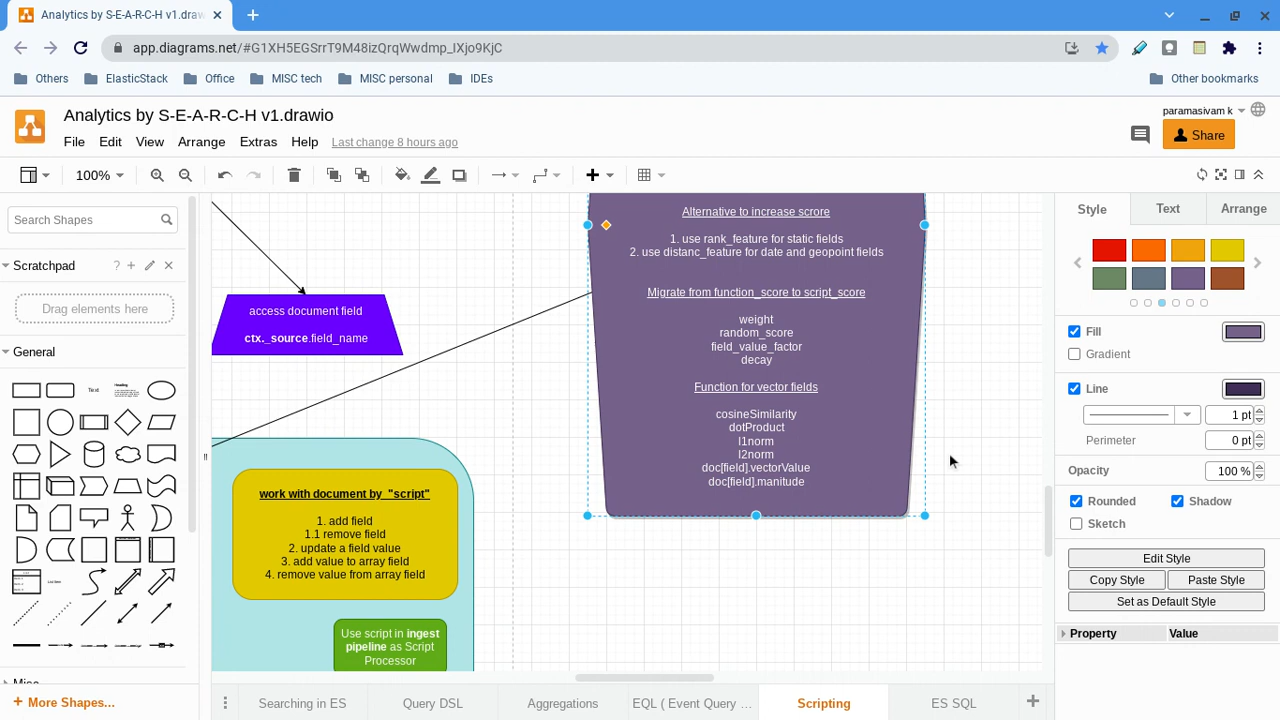 Analytics by S-E-A-R-C-H v1.draw
app.diagrams.net/#G1XH5EGSrrT9M48izQrqWwdmp_IXjo9KjC
Others
ElasticStack
Office
MISC tech
MISC personal
IDEs
Other bookmarks
Analytics by S-E-A-R-C-H v1.drawio
paramasivam k
File
Edit
View
Arrange
Extras
Help
Last change 8 hours ago
Share
100%
Search Shapes
Scratchpad
Drag elements here
General
Text
Heading
List Item
Misc
+ More Shapes...
access document field
ctx._source.field_name
work with document by "script"
1. add field
1.1 remove field
2. update a field value
3. add value to array field
4. remove value from array field
Use script in ingest
pipeline as Script
Processor
Alternative to increase scrore
1. use rank_feature for static fields
2. use distanc_feature for date and geopoint fields
Migrate from function_score to script_score
weight
random_score
field_value_factor
decay
Function for vector fields
cosineSimilarity
dotProduct
l1norm
l2norm
doc[field].vectorValue
doc[field].manitude
Style
Text
Arrange
Fill
Gradient
Line
1 pt
Perimeter
0 pt
Opacity
100 %
Rounded
Shadow
Sketch
Edit Style
Copy Style
Paste Style
Set as Default Style
Property
Value
Searching in ES
Query DSL
Aggregations
EQL ( Event Query ...
Scripting
ES SQL